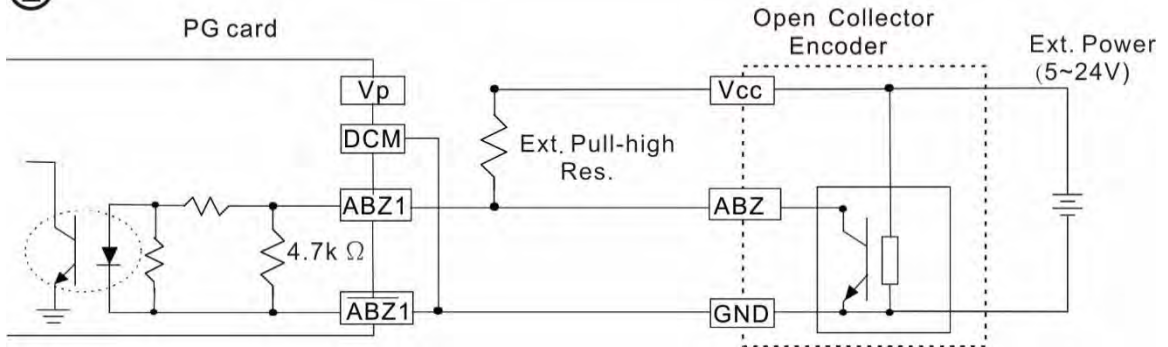 PG card
Open Collector
Encoder
Ext. Power
(5~24V)
Vp
Vcc
DCM
Ext. Pull-high
Res.
ABZ1
ABZ
4.7k Ω
A̅B̅Z̅1
GND